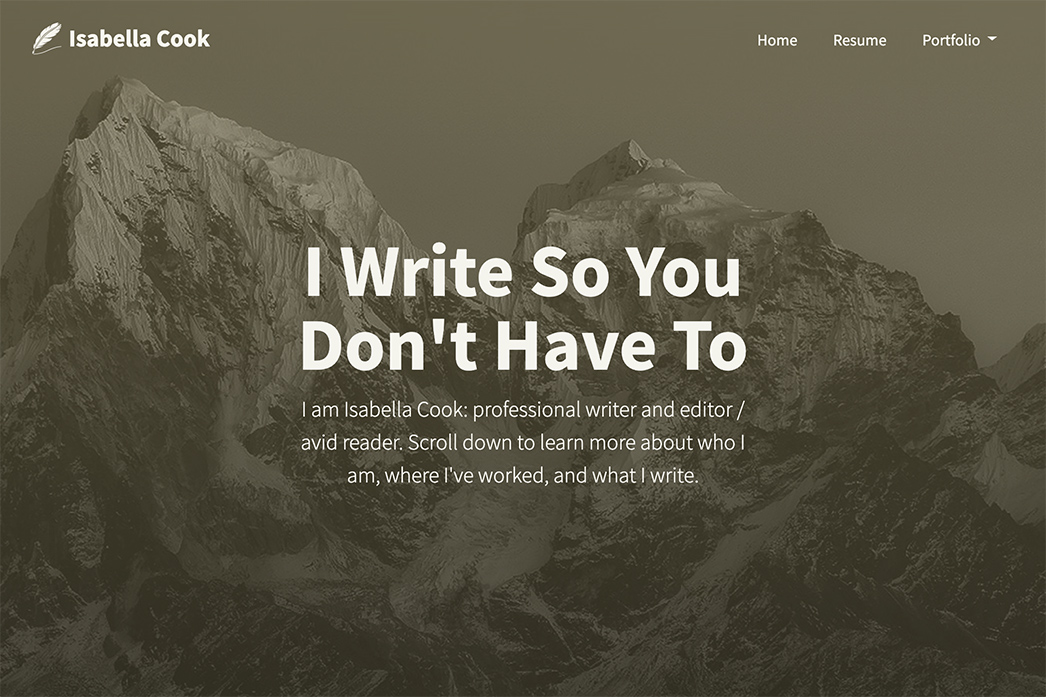 Isabella Cook
Home Resume Portfolio
I Write So You
Don't Have To
I am Isabella Cook: professional writer and editor /
avid reader. Scroll down to learn more about who I
am, where I've worked, and what I write.